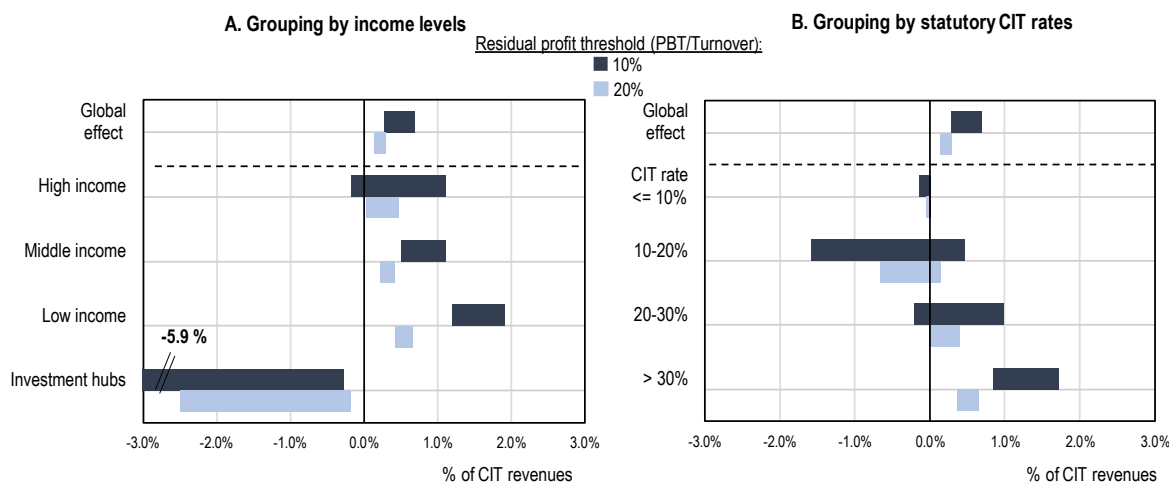 A. Grouping by income levels
B. Grouping by statutory CIT rates
Residual profit threshold (PBT/Turnover):
10%
20%
Global
effect
High income
Middle income
Low income
-5.9 %
Investment hubs
-3.0%
-2.0%
-1.0%
0.0%
1.0%
2.0%
3.0%
% of CIT revenues
Global
effect
CIT rate
<= 10%
10-20%
20-30%
> 30%
-3.0%
-2.0%
-1.0%
0.0%
1.0%
2.0%
3.0%
% of CIT revenues